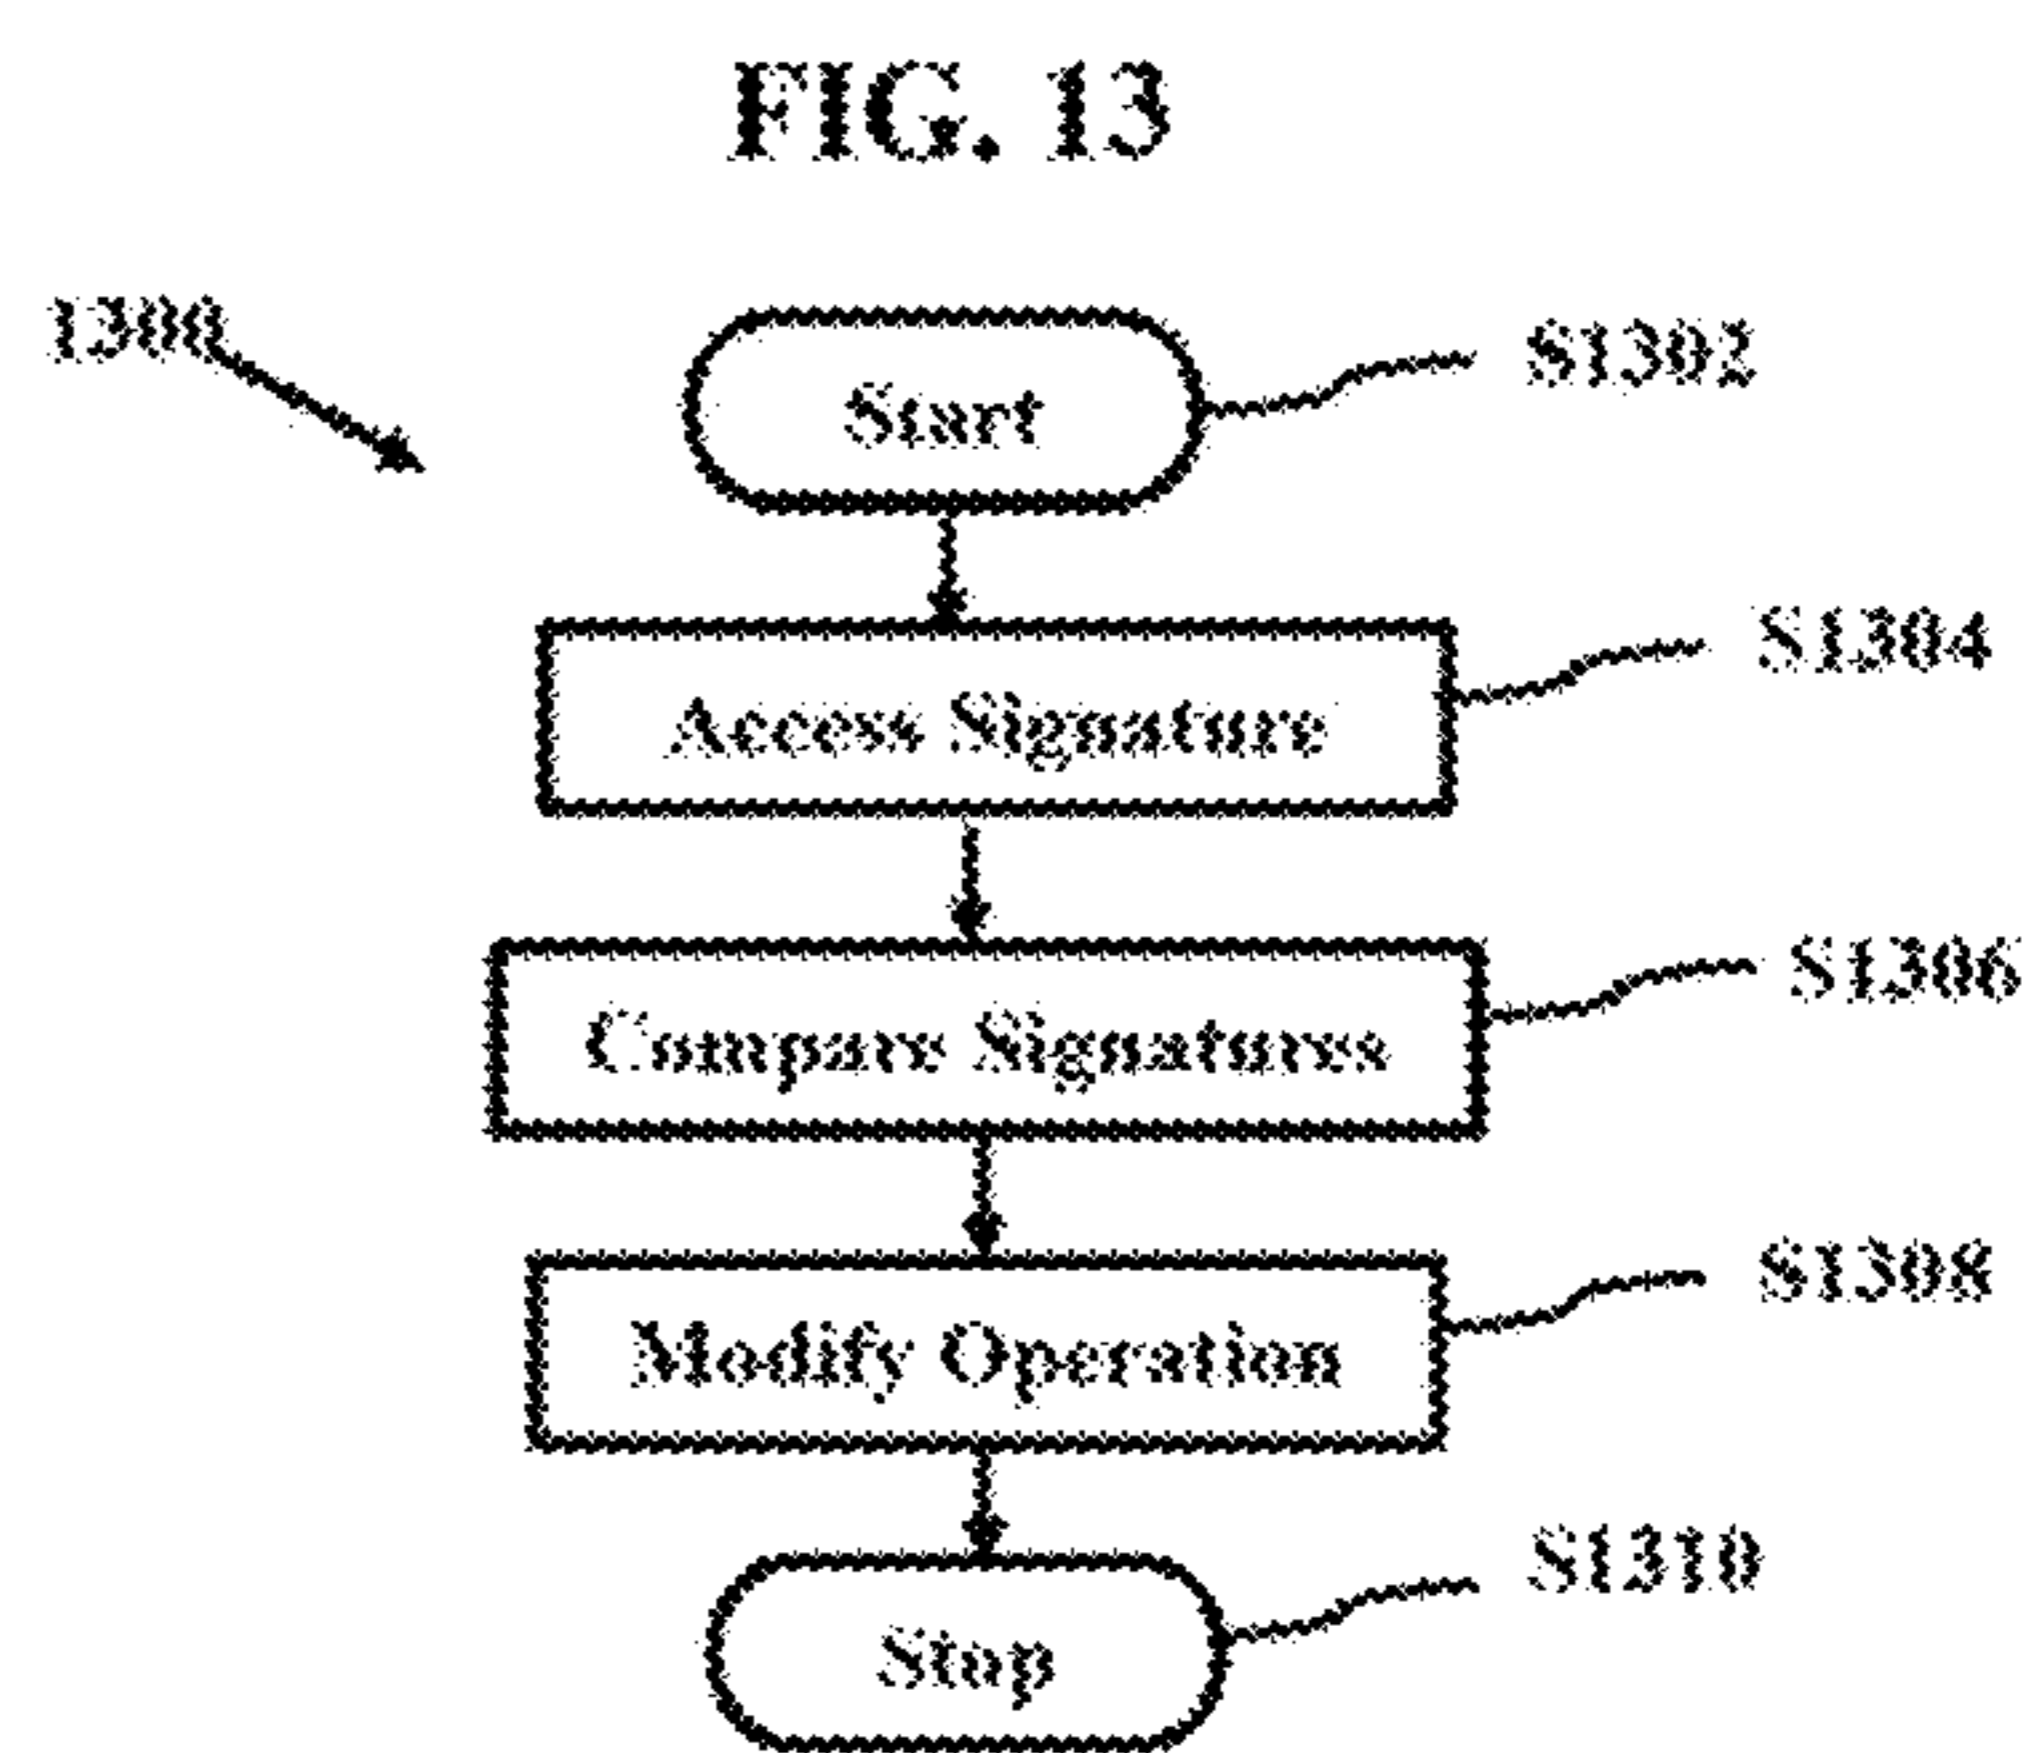 FIG. 13
1300
Start
S1302
Access Signature
S1304
Compare Signatures
S1306
Modify Operation
S1308
Stop
S1310